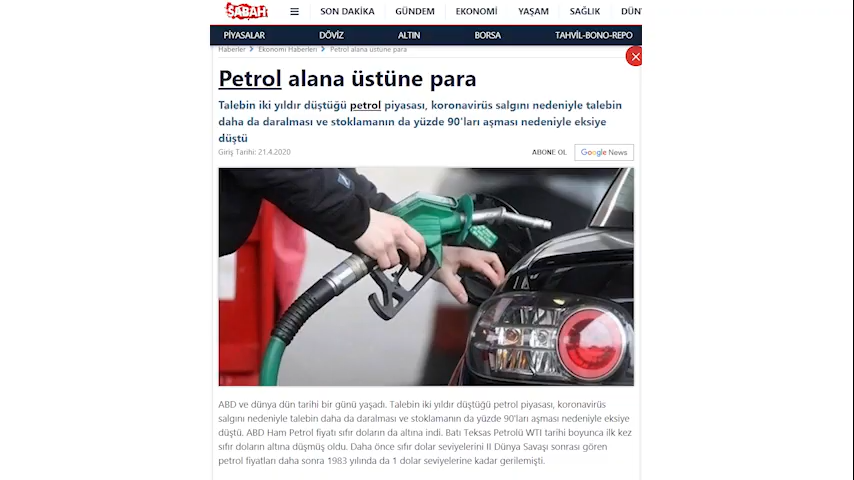 SABAH
SON DAKİKA GÜNDEM EKONOMİ YAŞAM SAĞLIK DÜN
PİYASALAR DÖVİZ ALTIN BORSA TAHVİL-BONO-REPO
Haberler > Ekonomi Haberleri > Petrol alana üstüne para
Petrol alana üstüne para
Talebin iki yıldır düştüğü petrol piyasası, koronavirüs salgını nedeniyle talebin
daha da daralması ve stoklamanın da yüzde 90'ları aşması nedeniyle eksiye
düştü
Giriş Tarihi: 21.4.2020
ABONE OL Google News
ABD ve dünya dün tarihi bir günü yaşadı. Talebin iki yıldır düştüğü petrol piyasası, koronavirüs
salgını nedeniyle talebin daha da daralması ve stoklamanın da yüzde 90'ları aşması nedeniyle eksiye
düştü. ABD Ham Petrol fiyatı sıfır doların da altına indi. Batı Teksas Petrolü WTI tarihi boyunca ilk kez
sıfır doların altına düşmüş oldu. Daha önce sıfır dolar seviyelerini II Dünya Savaşı sonrası gören
petrol fiyatları daha sonra 1983 yılında da 1 dolar seviyelerine kadar gerilemişti.